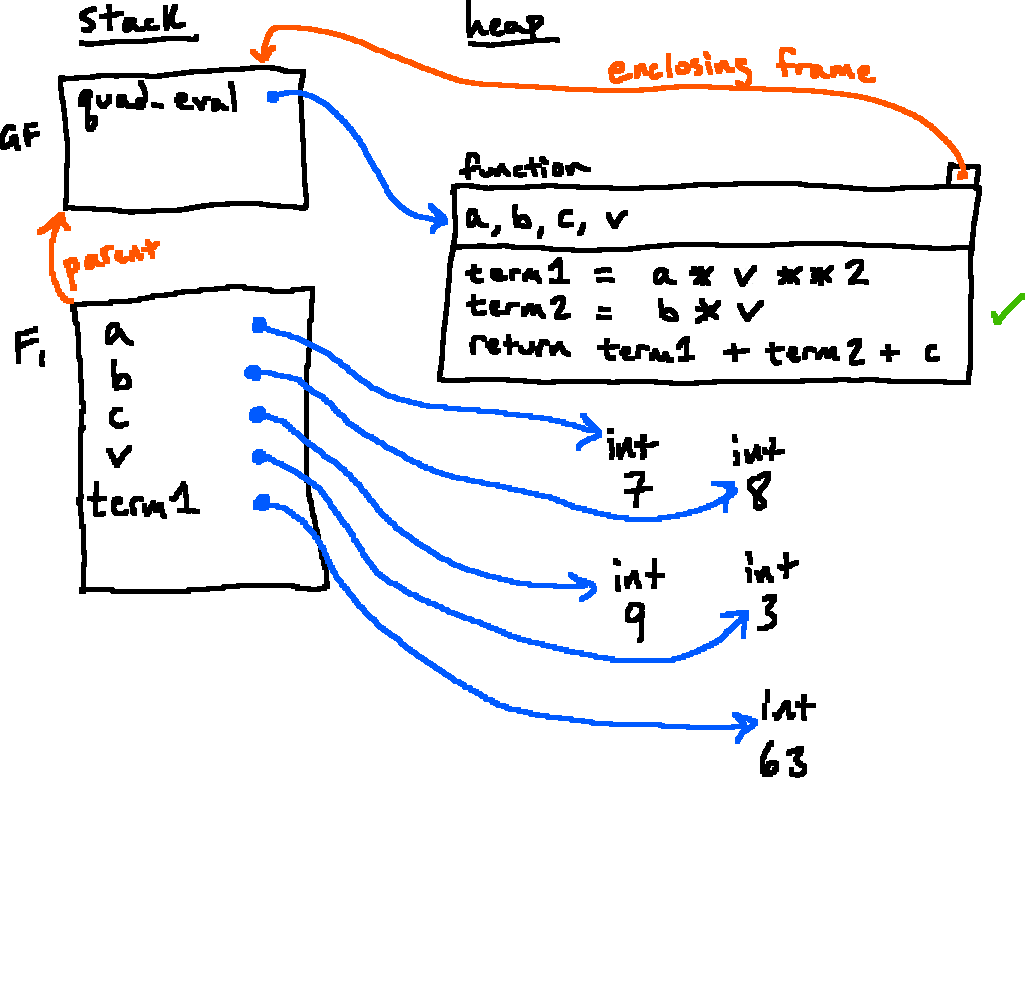 stack
heap
enclosing frame
quad_eval
GF
function
a, b, c, v
parent
term1 = a * v ** 2
term2 = b * v
return term1 + term2 + c
F1
a
b
c
v
term1
int
7
int
8
int
9
int
3
int
63